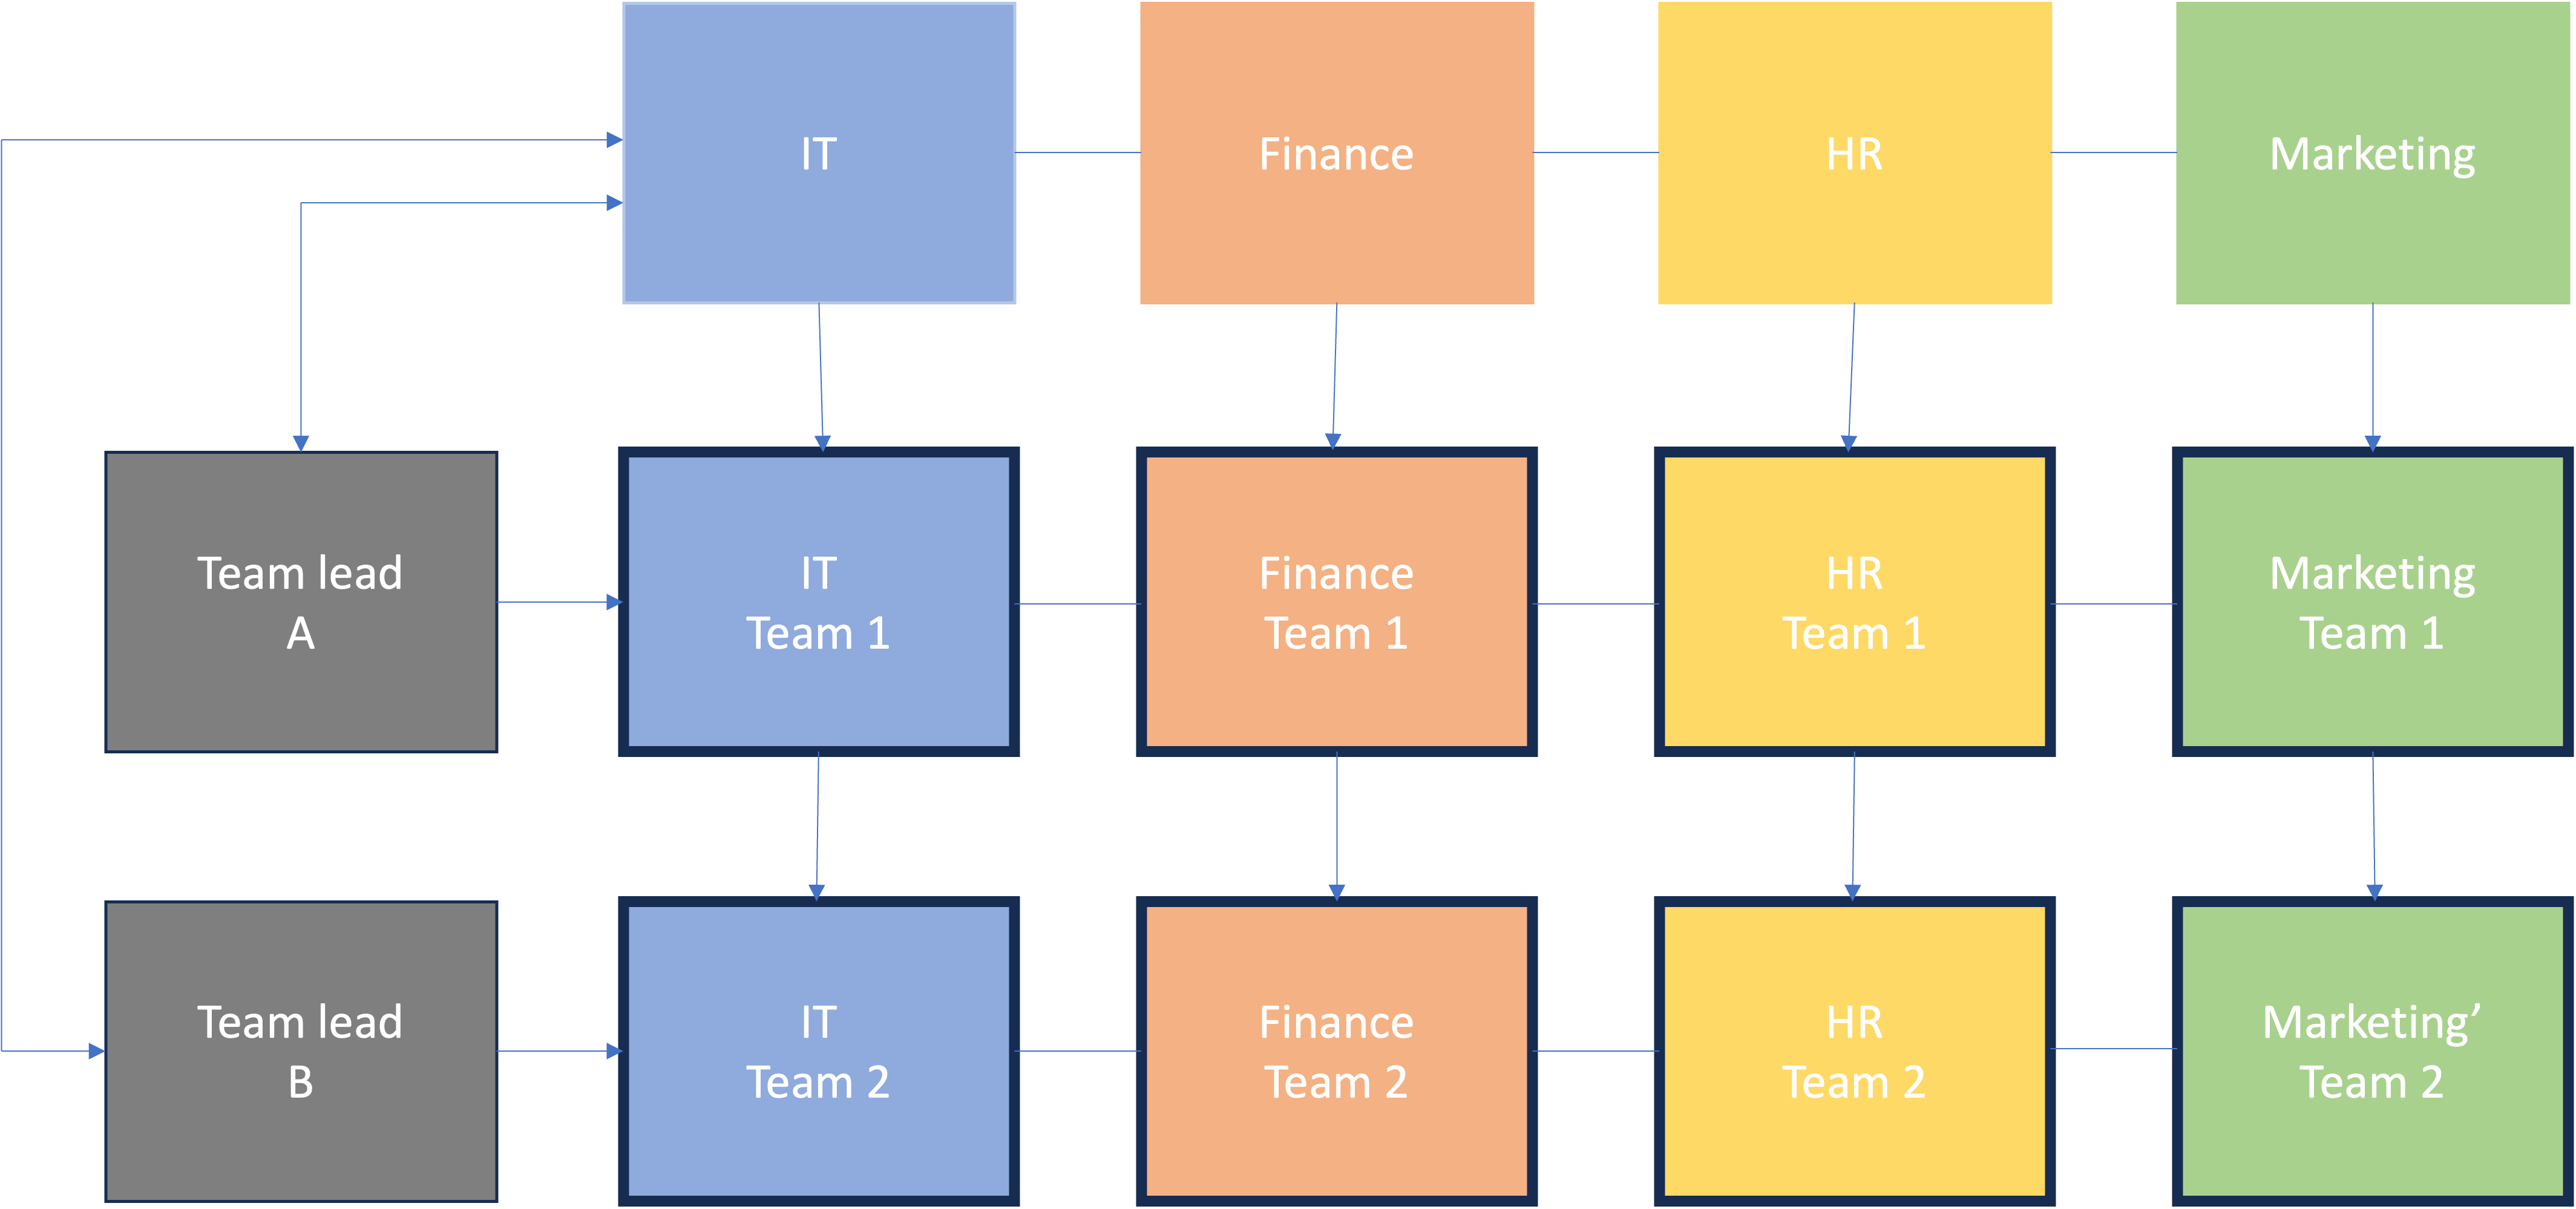 IT
Finance
HR
Marketing
Team lead
A
IT
Team 1
Finance
Team 1
HR
Team 1
Marketing
Team 1
Team lead
B
IT
Team 2
Finance
Team 2
HR
Team 2
Marketing’
Team 2